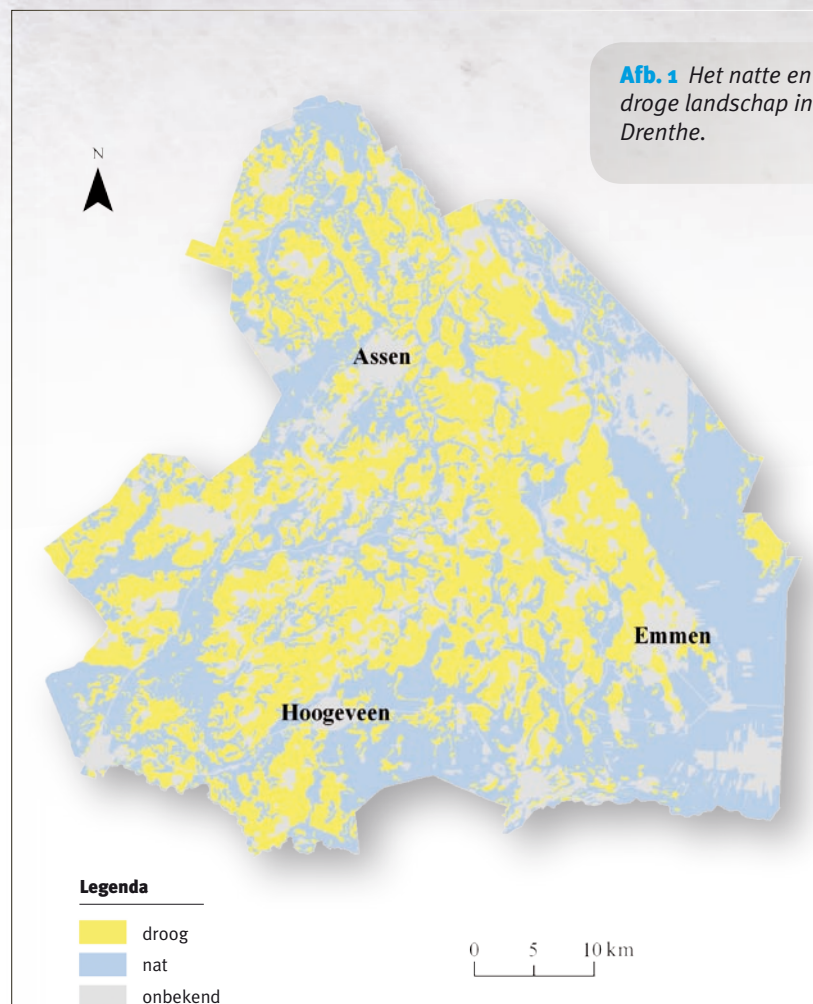 Afb. 1 Het natte en
droge landschap in
Drenthe.
N
Assen
Emmen
Hoogeveen
Legenda
droog
nat
onbekend
0 5 10 km